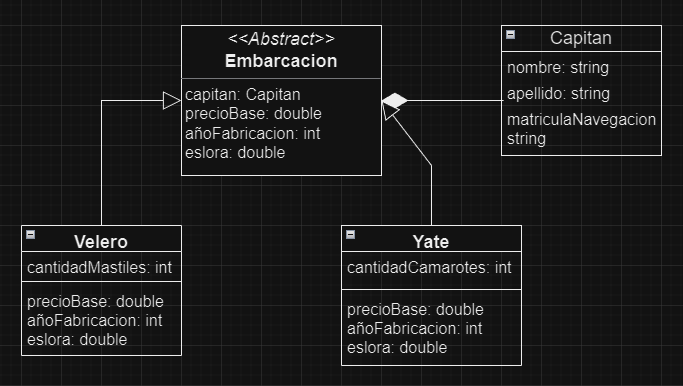 <<Abstract>>
Embarcacion
capitan: Capitan
precioBase: double
añoFabricacion: int
eslora: double
Capitan
nombre: string
apellido: string
matriculaNavegacion
string
Velero
cantidadMastiles: int
precioBase: double
añoFabricacion: int
eslora: double
Yate
cantidadCamarotes: int
precioBase: double
añoFabricacion: int
eslora: double